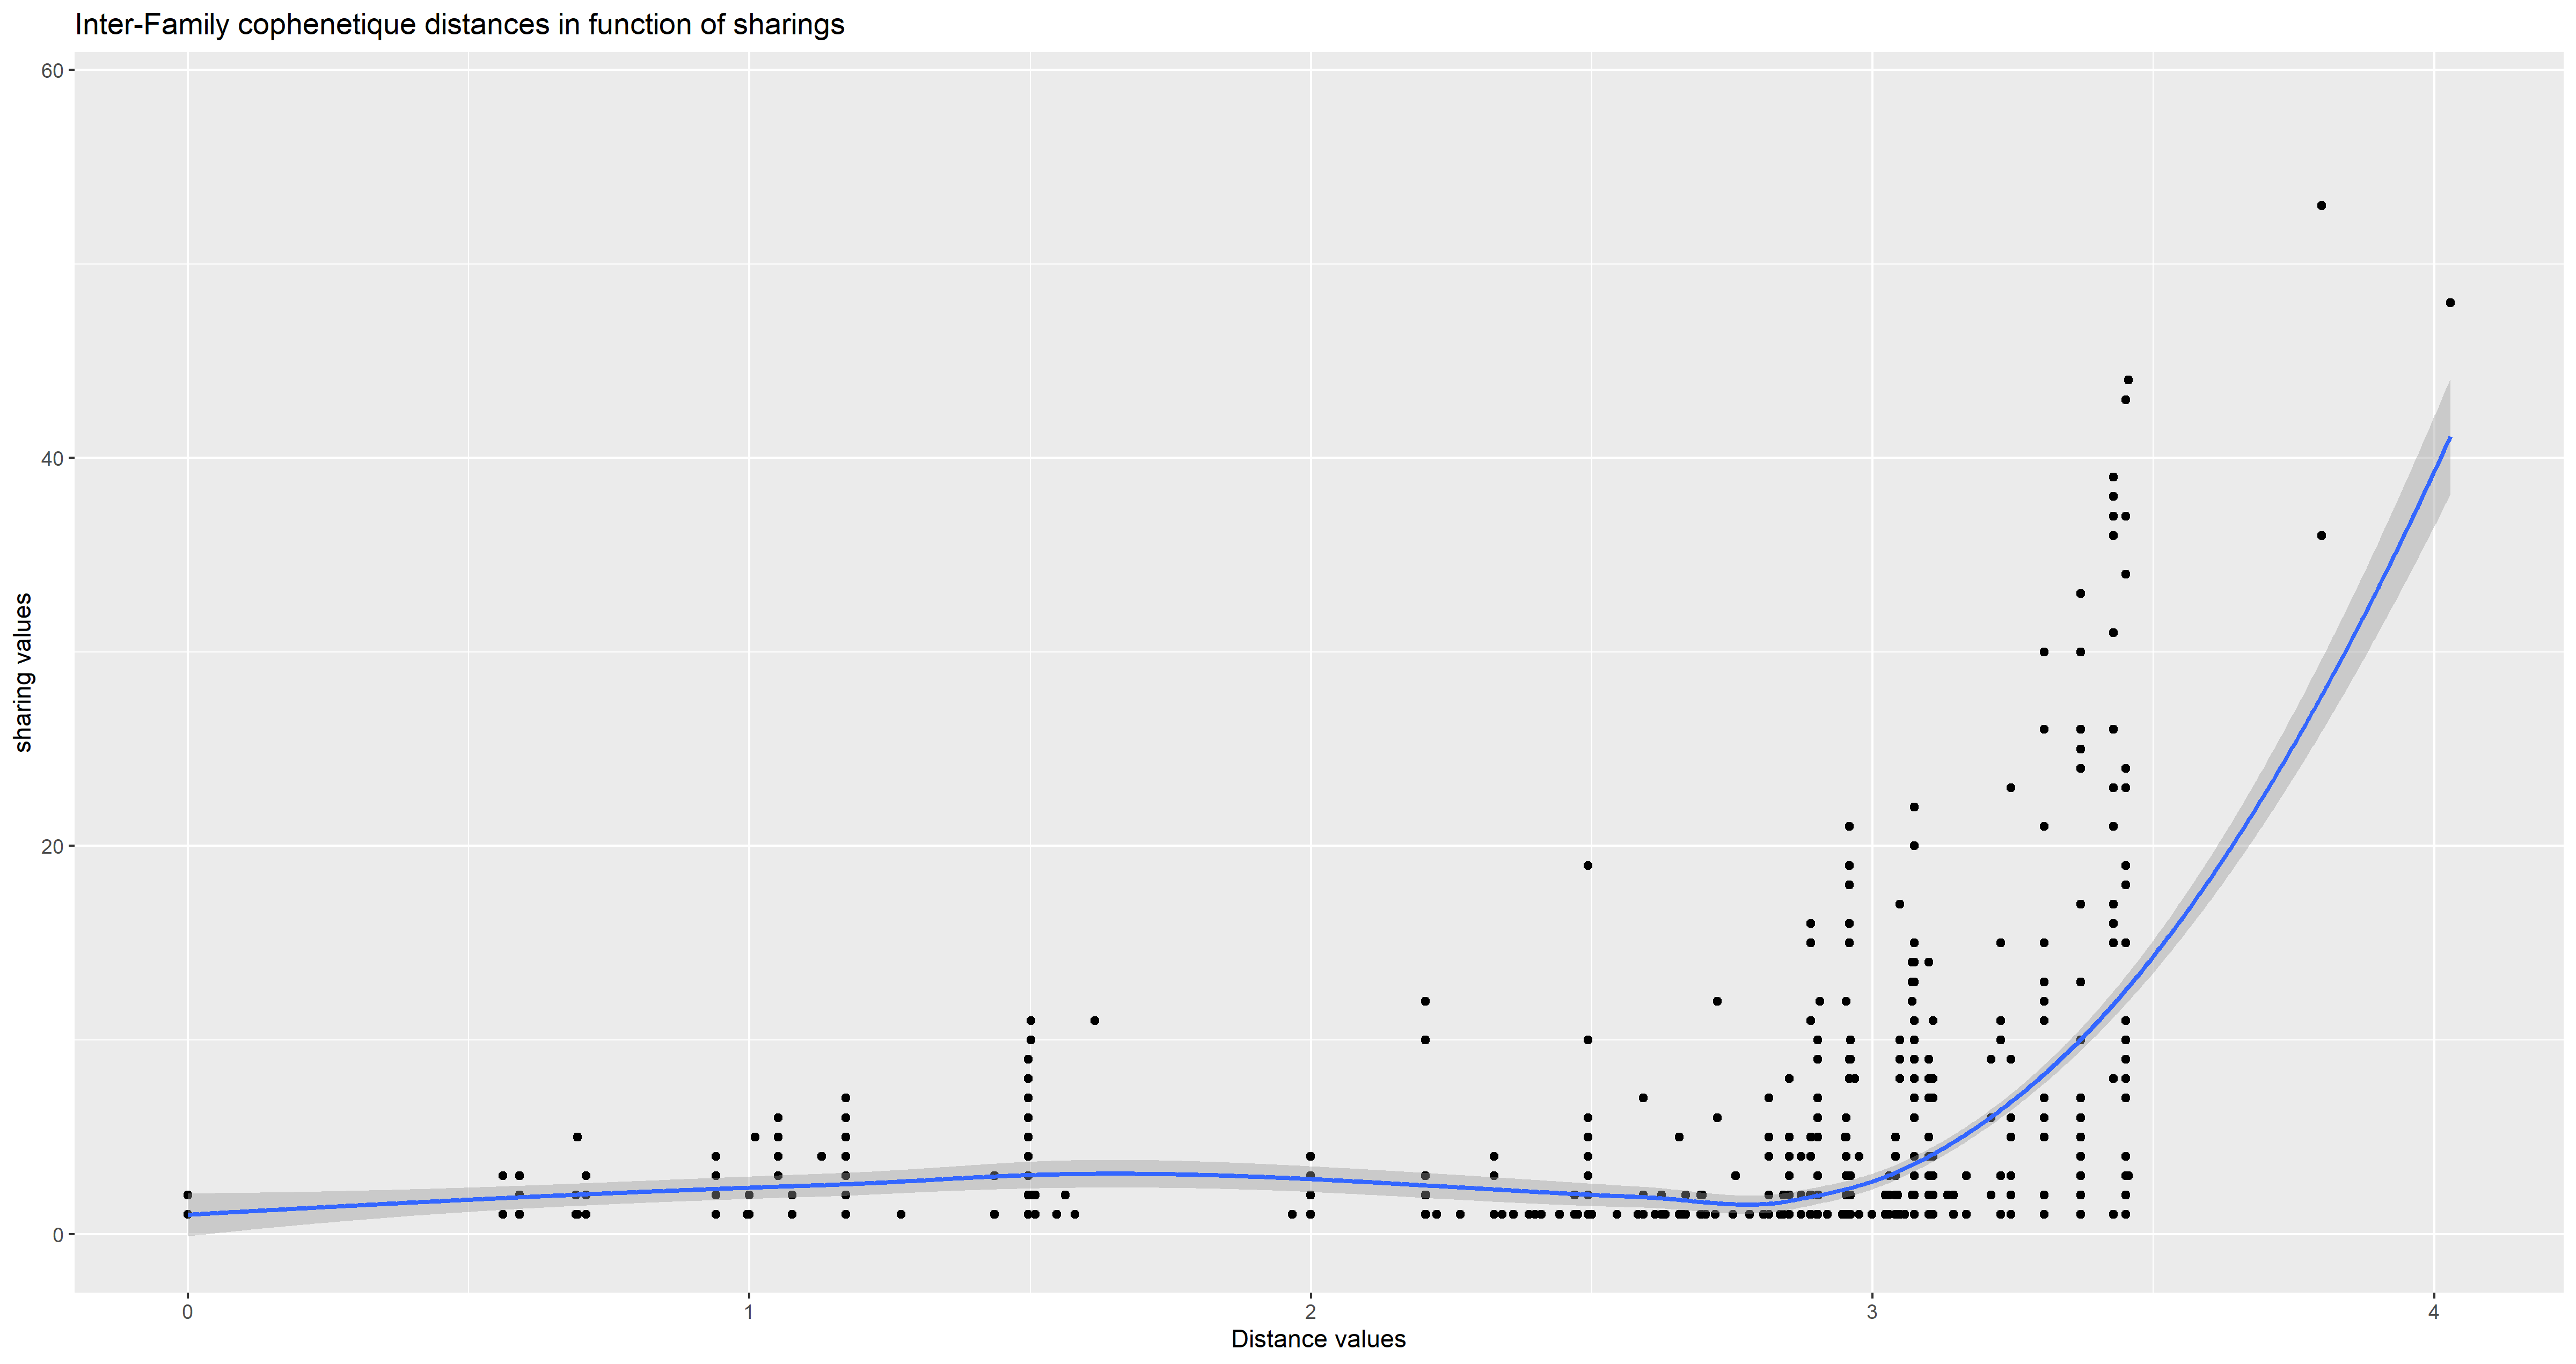 Inter-Family cophenetique distances in function of sharings
60
40
20
0
sharing values
0 1 2 3 4
Distance values